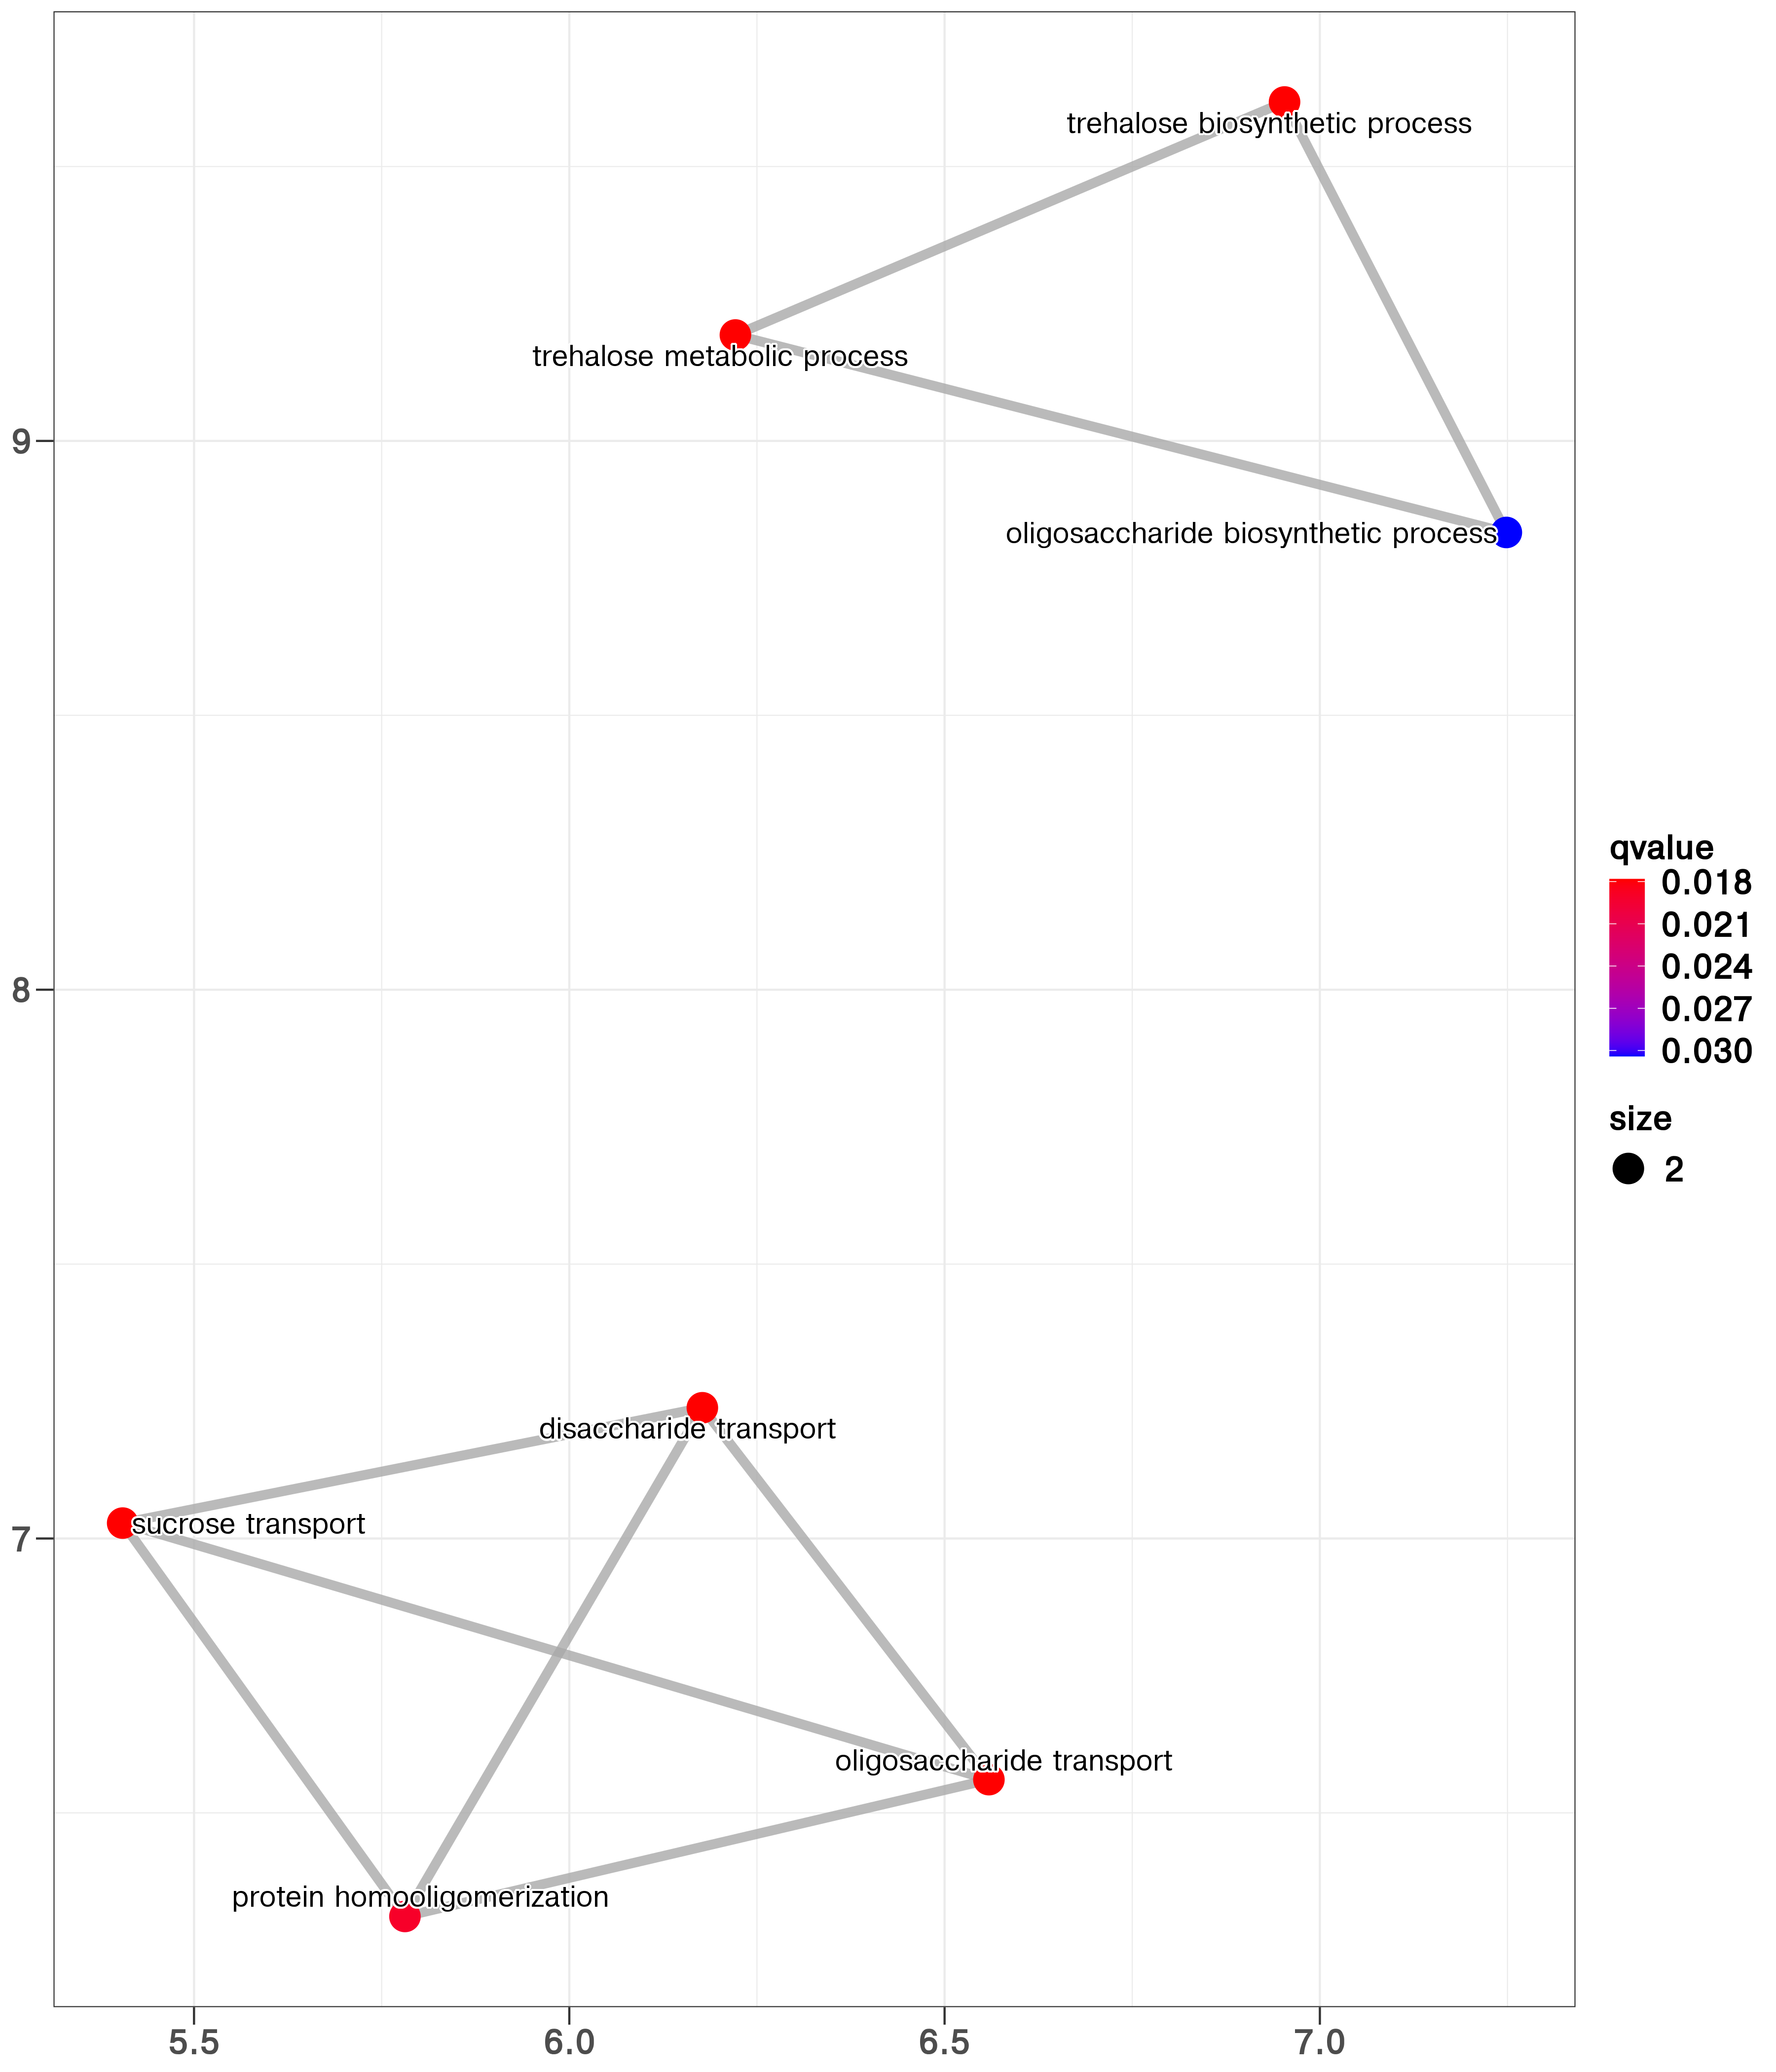 trehalose biosynthetic process
trehalose metabolic process
oligosaccharide biosynthetic process
disaccharide transport
sucrose transport
oligosaccharide transport
protein homooligomerization
9
8
7
5.5
6.0
6.5
7.0
qvalue
0.018
0.021
0.024
0.027
0.030
size
2